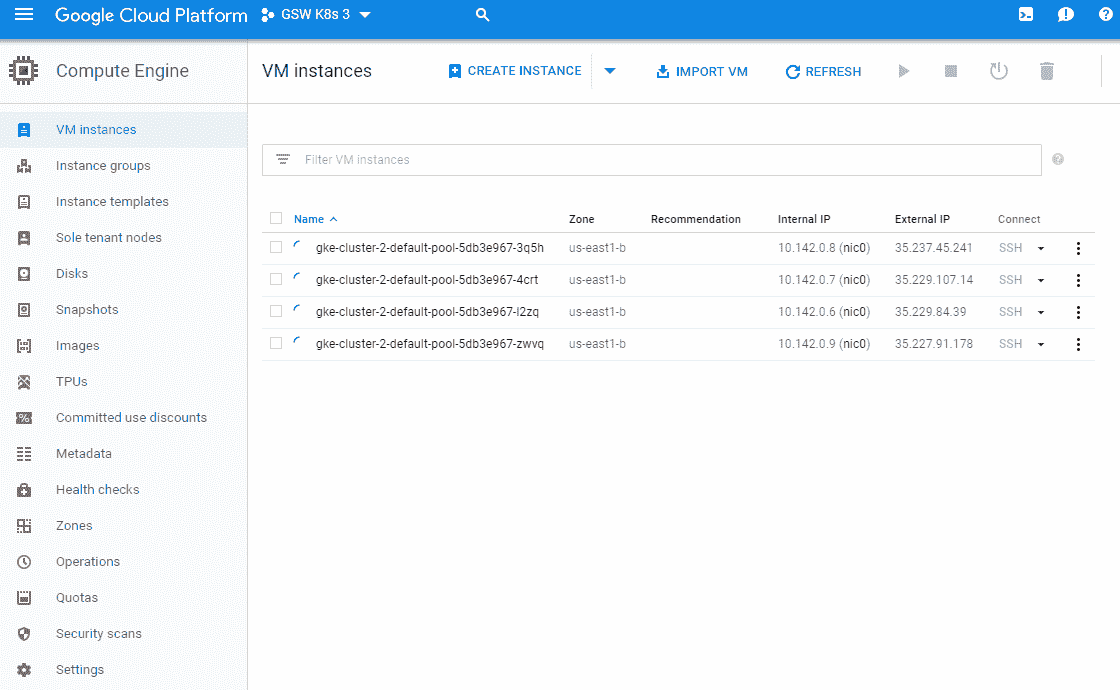 Google Cloud Platform GSW K8s 3
Compute Engine
VM instances CREATE INSTANCE IMPORT VM REFRESH
VM instances
Instance groups
Instance templates
Sole tenant nodes
Disks
Snapshots
Images
TPUs
Committed use discounts
Metadata
Health checks
Zones
Operations
Quotas
Security scans
Settings
Filter VM instances
Name Zone Recommendation Internal IP External IP Connect
gke-cluster-2-default-pool-5db3e967-3q5h us-east1-b 10.142.0.8 (nic0) 35.237.45.241 SSH
gke-cluster-2-default-pool-5db3e967-4crt us-east1-b 10.142.0.7 (nic0) 35.229.107.14 SSH
gke-cluster-2-default-pool-5db3e967-l2zq us-east1-b 10.142.0.6 (nic0) 35.229.84.39 SSH
gke-cluster-2-default-pool-5db3e967-zwvq us-east1-b 10.142.0.9 (nic0) 35.227.91.178 SSH